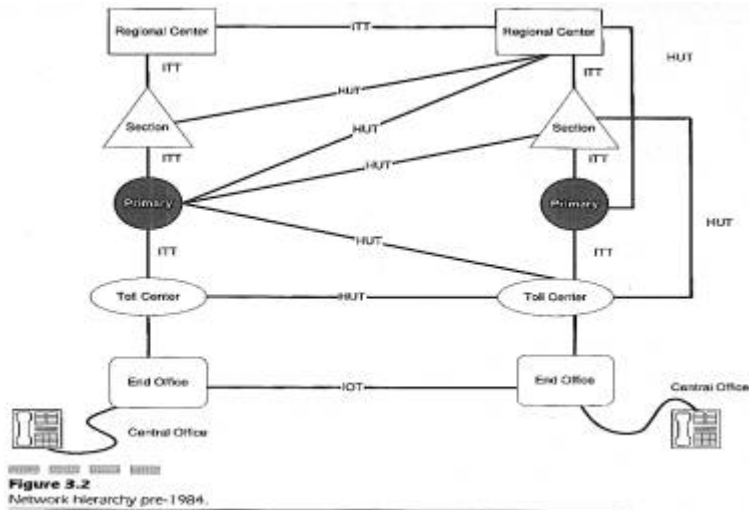 Regional Center
ITT
Regional Center
HUT
ITT
ITT
HUT
Section
HUT
Section
ITT
HUT
ITT
Primary
Primary
HUT
HUT
ITT
ITT
Toll Center
HUT
Toll Center
End Office
IOT
End Office
Central Office
Central Office
Figure 3.2
Network hierarchy pre-1984.